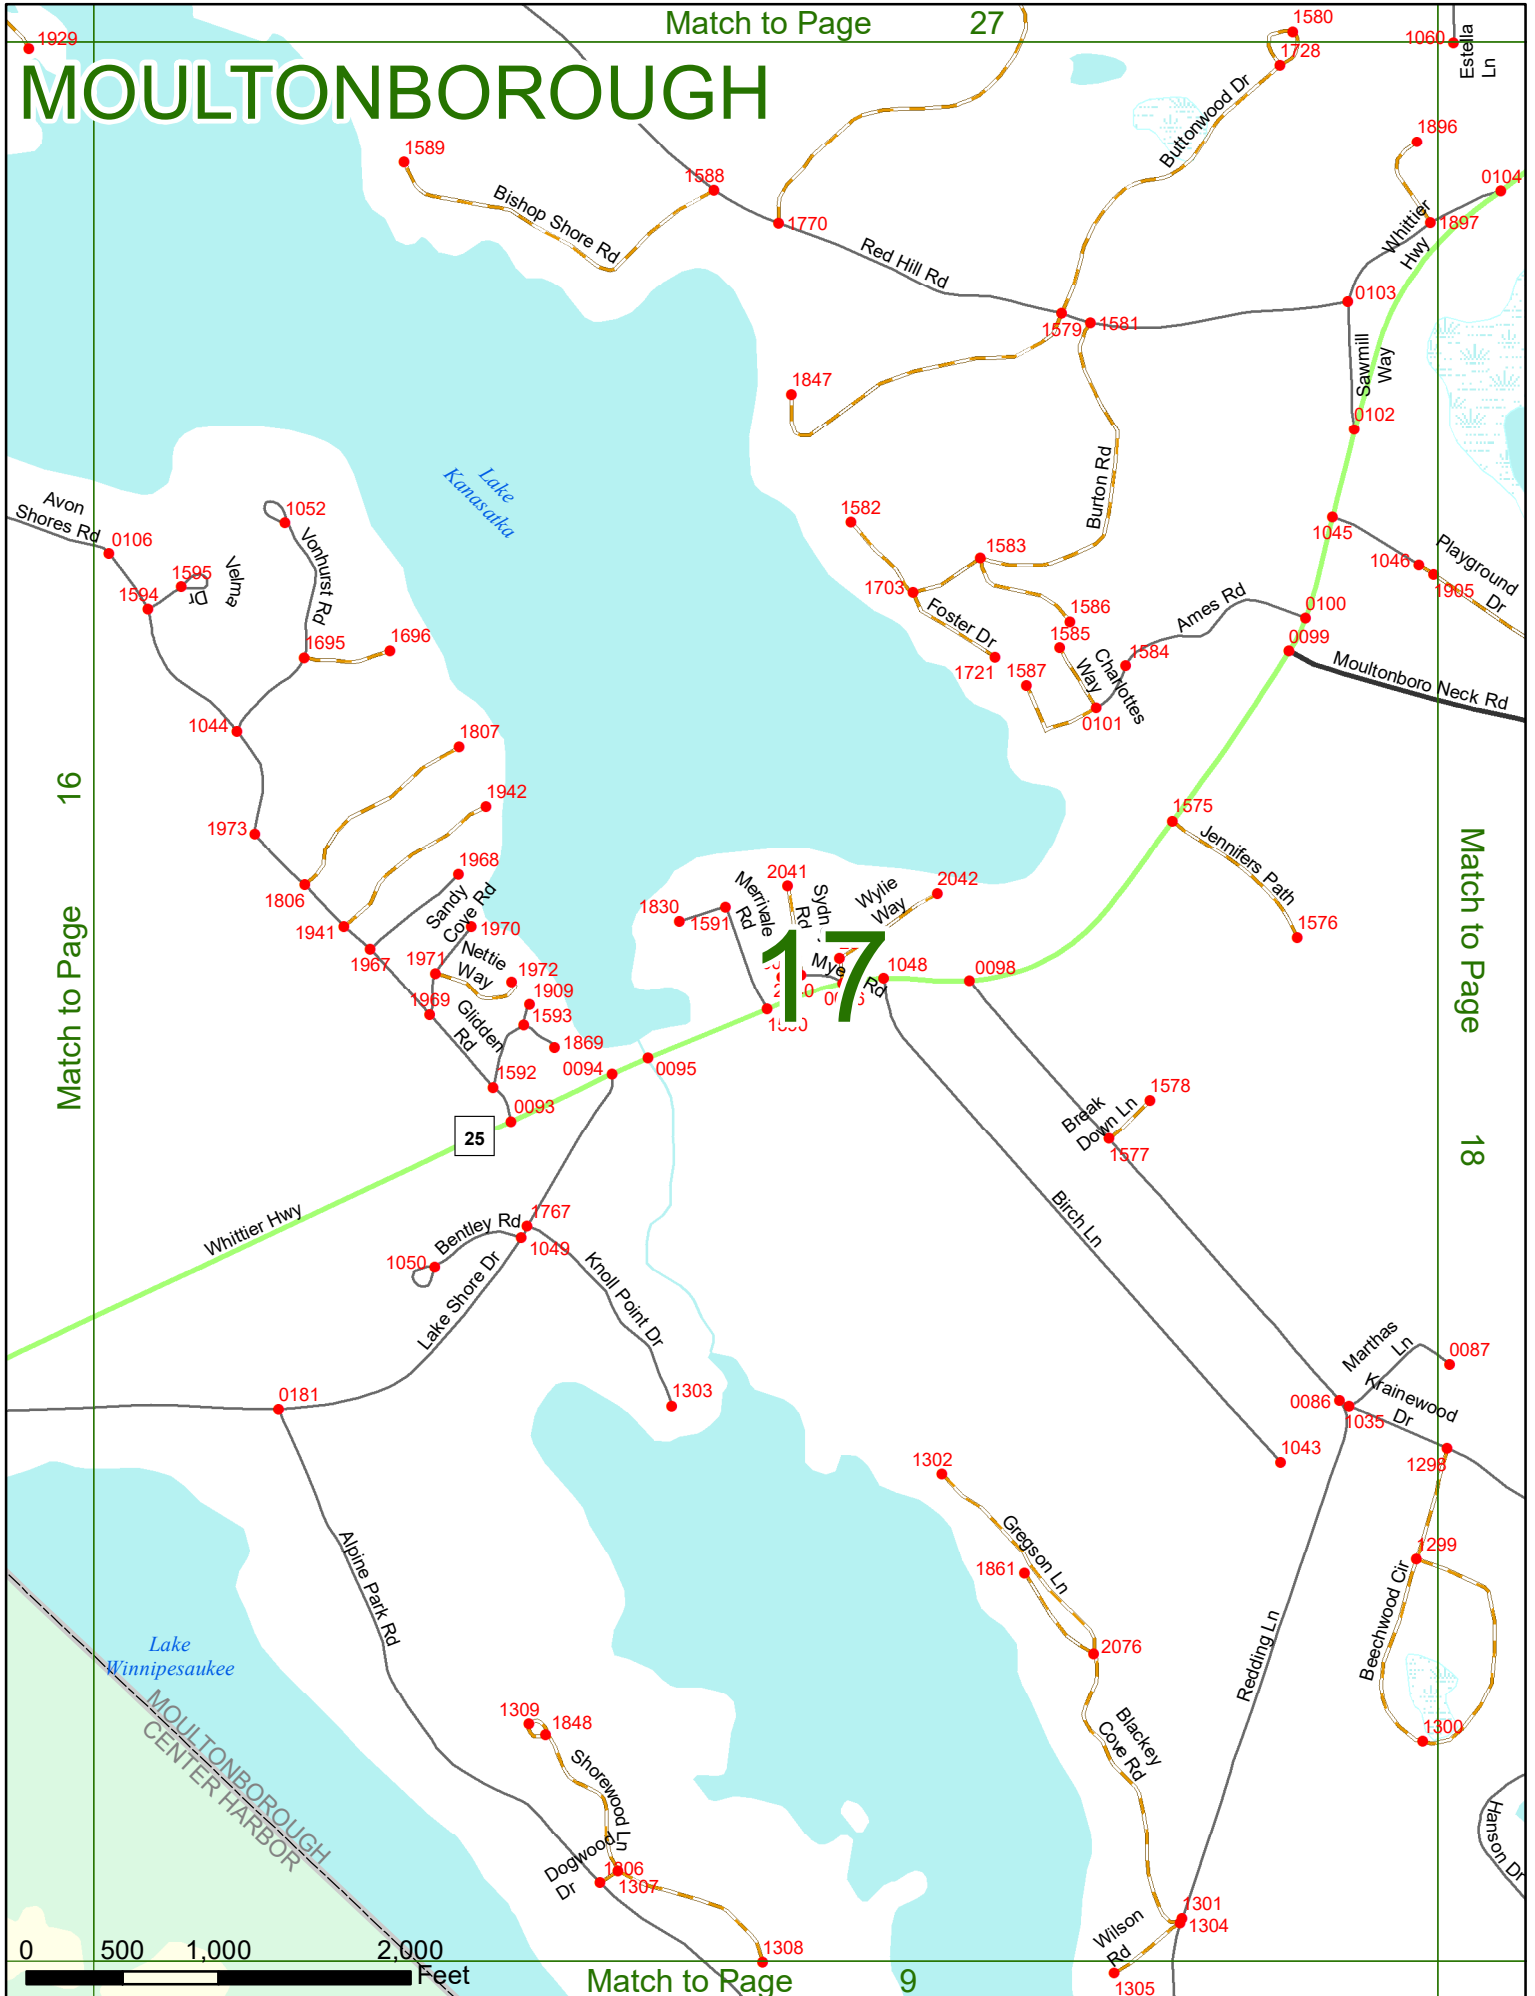 Match to Page 27
MOULTONBOROUGH
1929
1580
1728
1060
Estella
Ln
1589
1588
Bishop Shore Rd
1770
Red Hill Rd
Buttonwood Dr
1896
0104
1897
Whittier
Hwy
0103
1579
1581
1847
Sawmill
Way
0102
Lake
Kanasatka
Avon
Shores Rd
0106
1052
Vonhurst Rd
1595
Velma
Dr
1594
1695
1696
1044
1582
1583
Burton Rd
1703
Foster Dr
1721
1586
1585
1587
Charlottes
Way
1584
0101
Ames Rd
1045
1046
1905
Playground
Dr
0100
0099
Moultonboro Neck Rd
16
Match to Page
1807
1942
1973
1806
1941
1967
1968
Sandy
Cove Rd
1970
1971
Nettie
Way
1972
1969
1909
1593
1869
Glidden
Rd
1592
0093
0094
0095
25
1575
Jennifers Path
1576
Match to Page
18
1830
1591
Merrivale
Rd
2041
Rd
Wylie
Way
2042
17
Rd
1048
0098
1578
Break
Down Ln
1577
Birch Ln
Whittier Hwy
1767
1049
Bentley Rd
1050
Lake Shore Dr
Knoll Point Dr
1303
0181
Marthas
Ln
0087
Krainewood
Dr
0086
1035
1043
1298
1302
Gregson Ln
1861
2076
Blackey
Cove Rd
1299
Beechwood Cir
1300
Redding Ln
Alpine Park Rd
Lake
Winnipesaukee
MOULTONBOROUGH
CENTER HARBOR
1309
1848
Shorewood Ln
Dogwood
Dr
1306
1307
1308
Hanson Dr
1301
1304
Wilson
Rd
1305
0 500 1,000 2,000
Feet
Match to Page 9